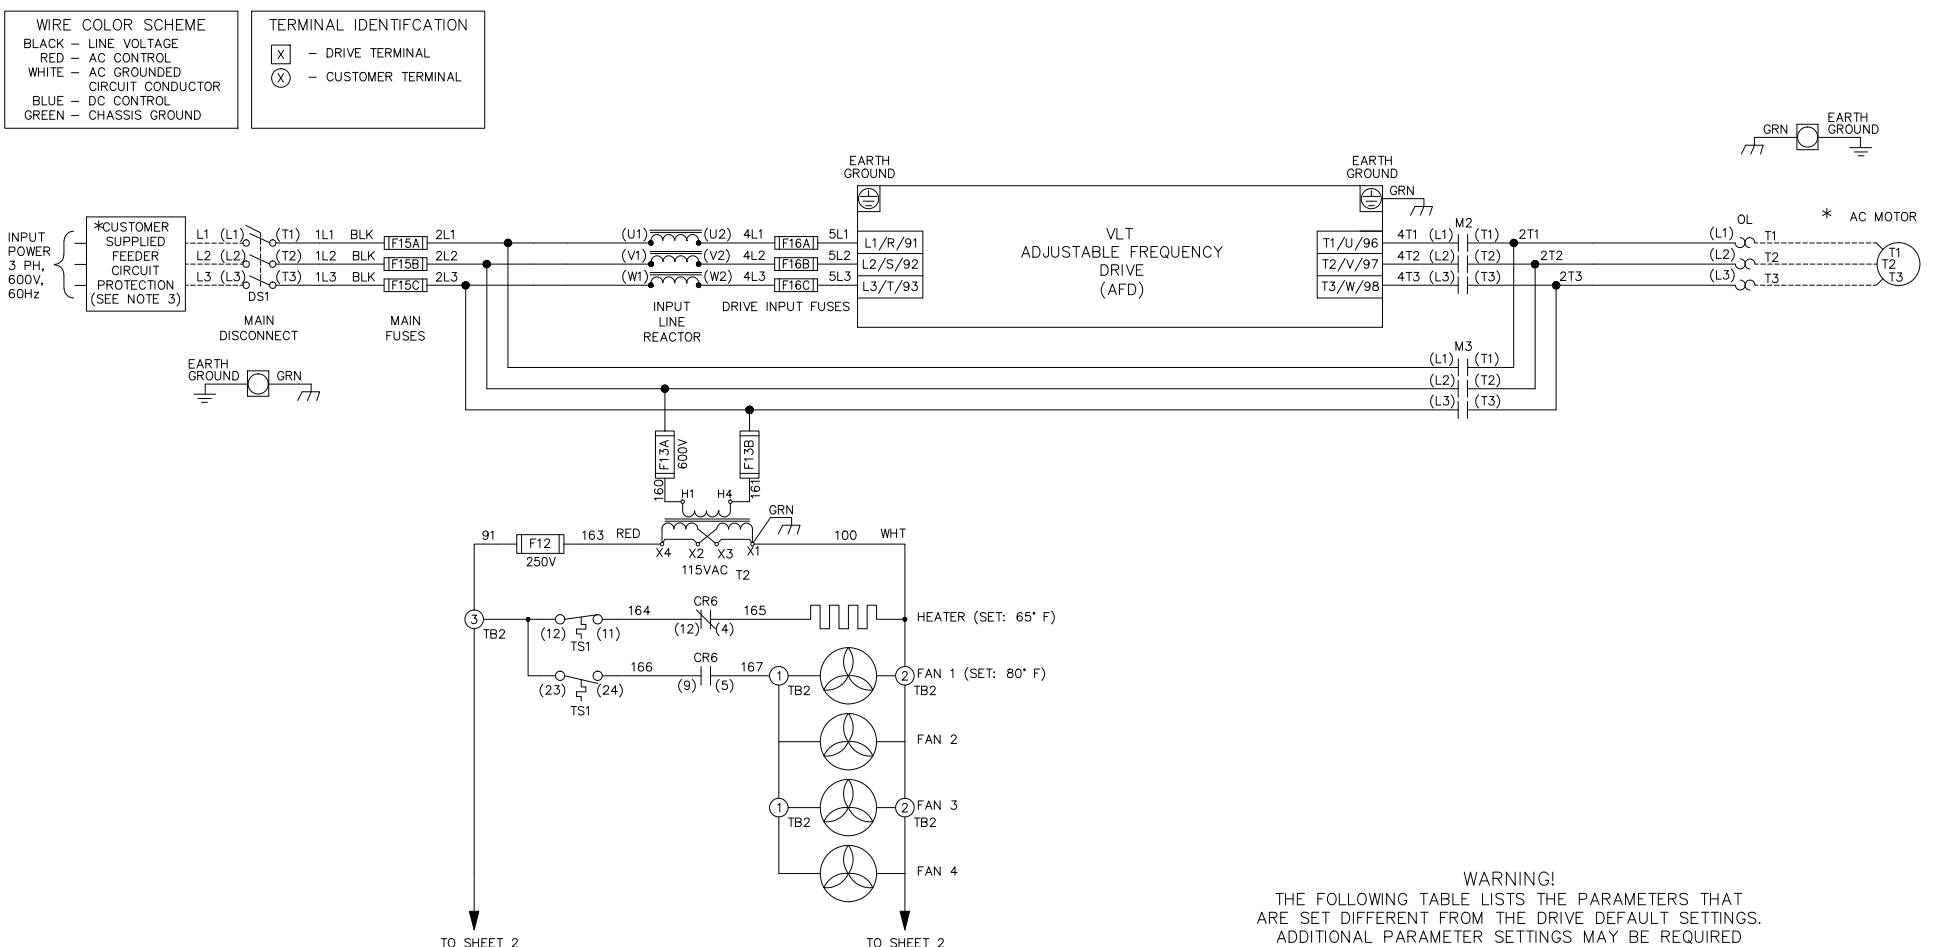 WIRE COLOR SCHEME
BLACK – LINE VOLTAGE
RED – AC CONTROL
WHITE – AC GROUNDED
CIRCUIT CONDUCTOR
BLUE – DC CONTROL
GREEN – CHASSIS GROUND
TERMINAL IDENTIFCATION
X – DRIVE TERMINAL
X – CUSTOMER TERMINAL
GRN
EARTH
GROUND
EARTH
GROUND
EARTH
GROUND
GRN
INPUT
POWER
3 PH,
600V,
60Hz
*CUSTOMER
SUPPLIED
FEEDER
CIRCUIT
PROTECTION
(SEE NOTE 3)
L1 (L1) (T1) 1L1 BLK F15A 2L1 (U1) (U2) 4L1 F16A 5L1 L1/R/91
L2 (L2) (T2) 1L2 BLK F15B 2L2 (V1) (V2) 4L2 F16B 5L2 L2/S/92
L3 (L3) (T3) 1L3 BLK F15C 2L3 (W1) (W2) 4L3 F16C 5L3 L3/T/93
DS1
MAIN
DISCONNECT
MAIN
FUSES
INPUT
LINE
REACTOR
DRIVE INPUT FUSES
VLT
ADJUSTABLE FREQUENCY
DRIVE
(AFD)
M2
T1/U/96 4T1 (L1) (T1) 2T1
T2/V/97 4T2 (L2) (T2) 2T2
T3/W/98 4T3 (L3) (T3) 2T3
OL
* AC MOTOR
(L1) T1
(L2) T2
(L3) T3
T1
T2
T3
M3
(L1) (T1)
(L2) (T2)
(L3) (T3)
EARTH
GROUND
GRN
F13A
600V
F13B
160
161
H1 H4
GRN
91 F12 163 RED
250V
X4 X2 X3 X1
100 WHT
115VAC T2
3
TB2
(12) (11)
TS1
164
CR6
(12) (4)
165
HEATER (SET: 65° F)
(23) (24)
TS1
166
CR6
(9) (5)
167
1
TB2
2
TB2
FAN 1 (SET: 80° F)
FAN 2
1
TB2
2
TB2
FAN 3
FAN 4
TO SHEET 2
TO SHEET 2
WARNING!
THE FOLLOWING TABLE LISTS THE PARAMETERS THAT
ARE SET DIFFERENT FROM THE DRIVE DEFAULT SETTINGS.
ADDITIONAL PARAMETER SETTINGS MAY BE REQUIRED